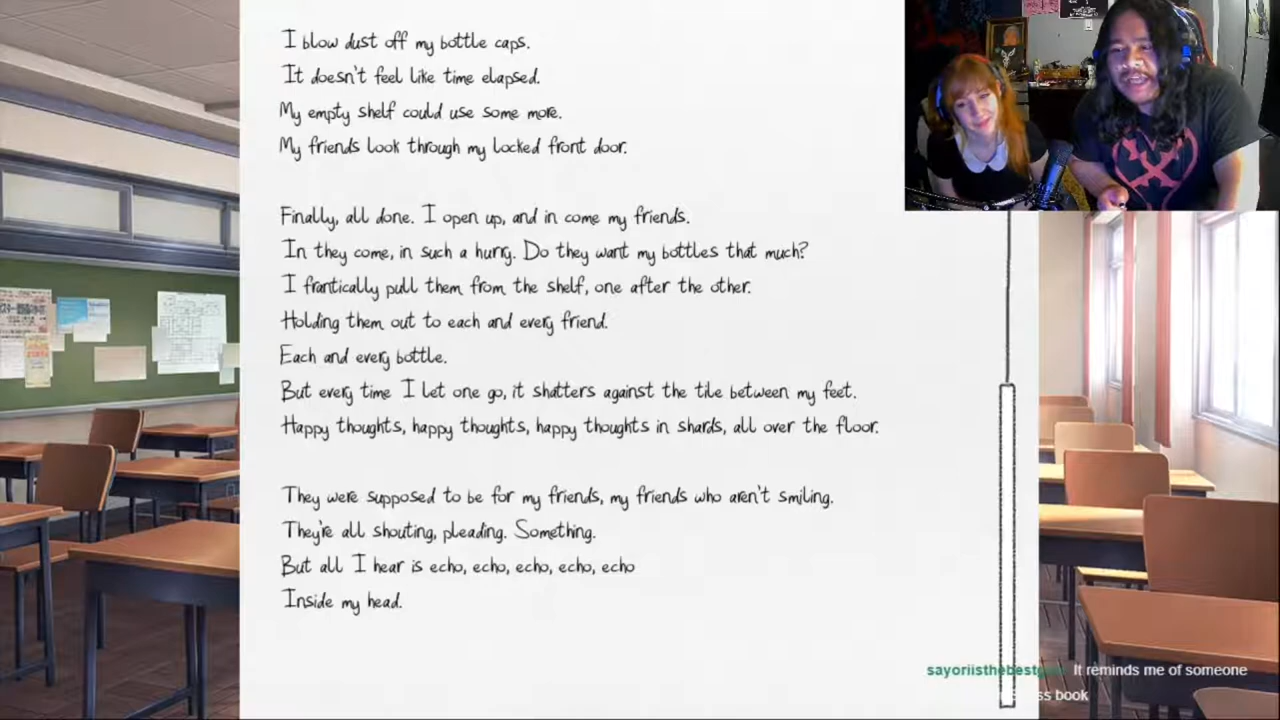 I blow dust off my bottle caps.
It doesn't feel like time elapsed.
My empty shelf could use some more.
My friends look through my locked front door.
Finally, all done. I open up, and in come my friends.
In they come, in such a hurry. Do they want my bottles that much?
I frantically pull them from the shelf, one after the other.
Holding them out to each and every friend.
Each and every bottle.
But every time I let one go, it shatters against the tile between my feet.
Happy thoughts, happy thoughts, happy thoughts in shards, all over the floor.
They were supposed to be for my friends, my friends who aren't smiling.
They're all shouting, pleading. Something.
But all I hear is echo, echo, echo, echo, echo
Inside my head.
It reminds me of someone
book